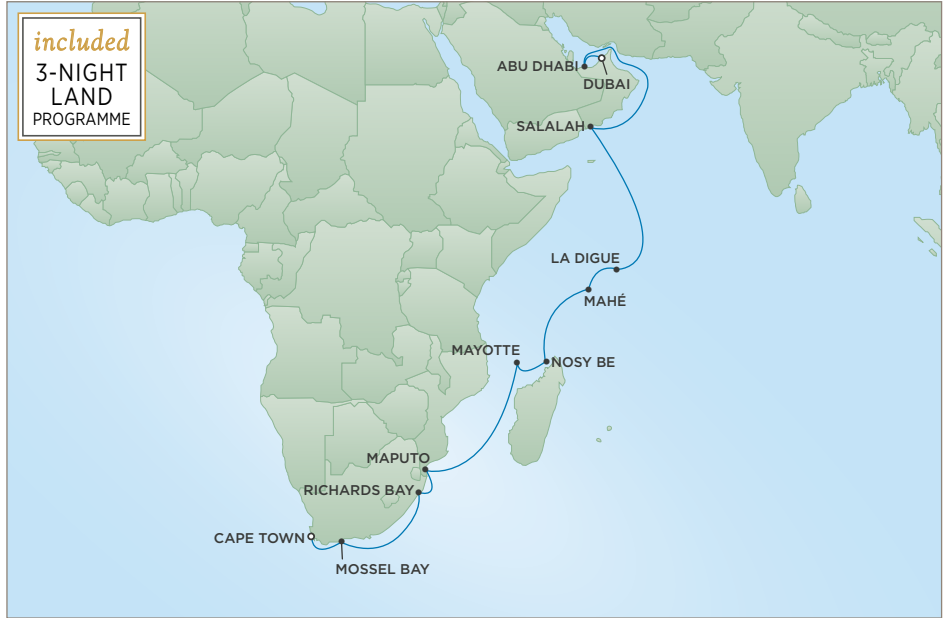 included
3-NIGHT
LAND
PROGRAMME
ABU DHABI
DUBAI
SALALAH
LA DIGUE
MAHÉ
MAYOTTE
NOSY BE
MAPUTO
RICHARDS BAY
CAPE TOWN
MOSSEL BAY